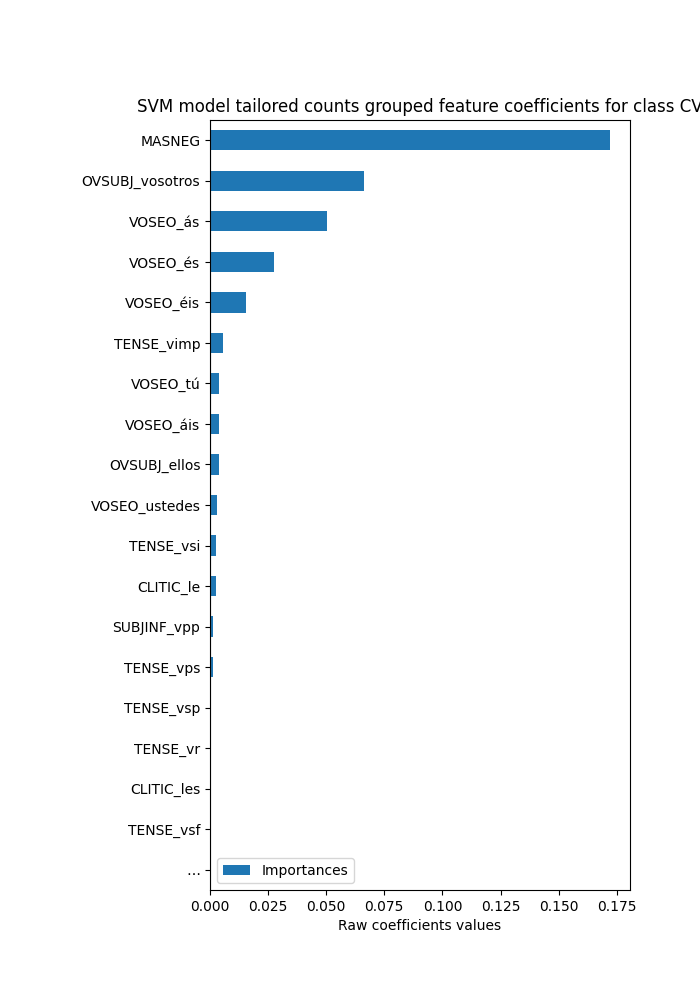 SVM model tailored counts grouped feature coefficients for class CV
MASNEG
OVSUBJ_vosotros
VOSEO_ás
VOSEO_és
VOSEO_éis
TENSE_vimp
VOSEO_tú
VOSEO_áis
OVSUBJ_ellos
VOSEO_ustedes
TENSE_vsi
CLITIC_le
SUBJINF_vpp
TENSE_vps
TENSE_vsp
TENSE_vr
CLITIC_les
TENSE_vsf
...
Importances
0.000 0.025 0.050 0.075 0.100 0.125 0.150 0.175
Raw coefficients values